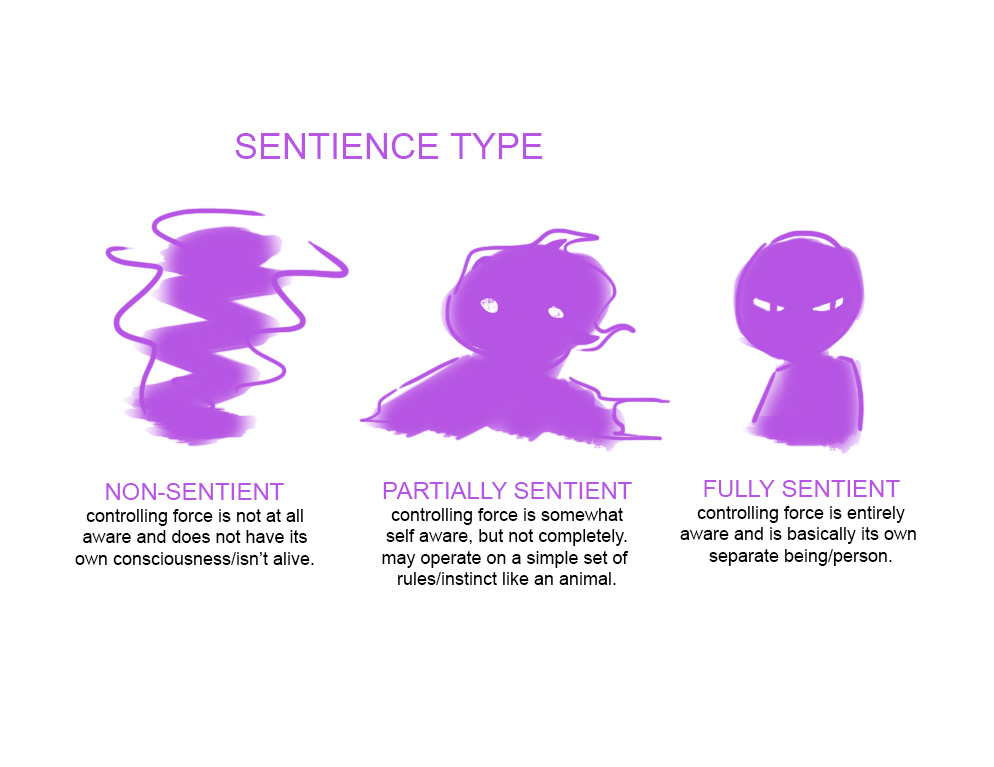 SENTIENCE TYPE
NON-SENTIENT
controlling force is not at all
aware and does not have its
own consciousness/isn't alive.
PARTIALLY SENTIENT
controlling force is somewhat
self aware, but not completely.
may operate on a simple set of
rules/instinct like an animal.
FULLY SENTIENT
controlling force is entirely
aware and is basically its own
separate being/person.